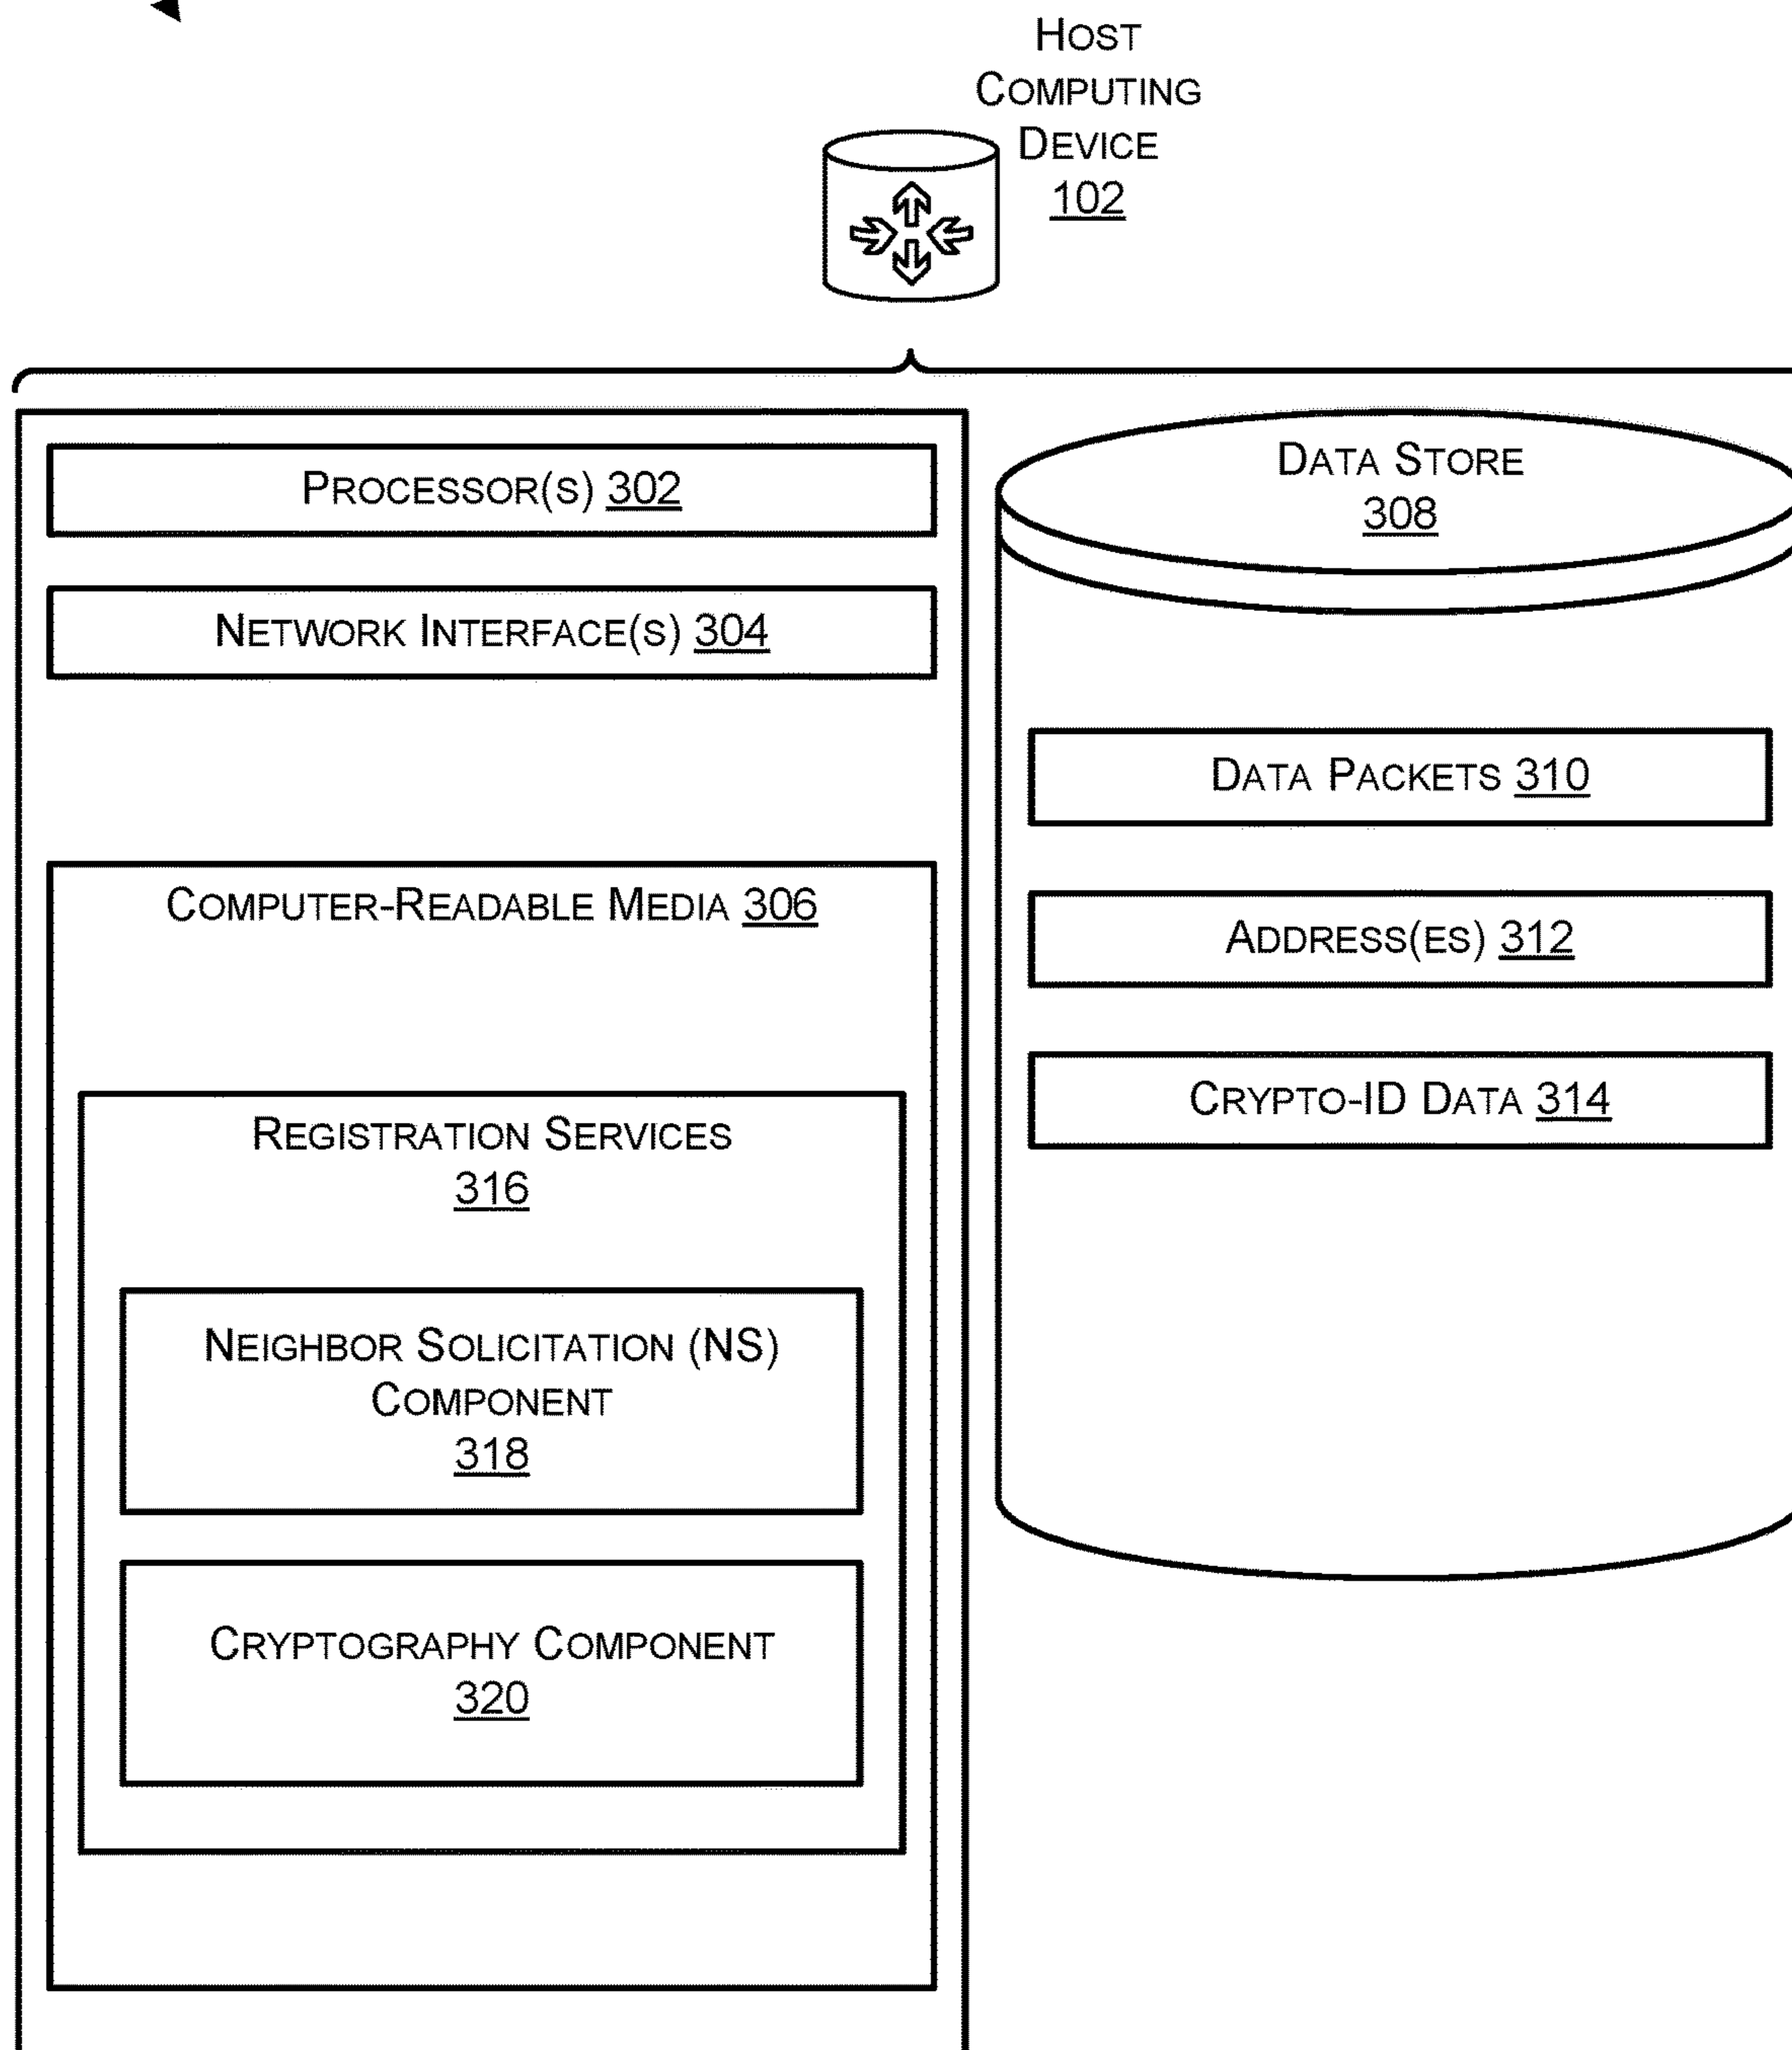 HOST
COMPUTING
DEVICE
102
PROCESSOR(S) 302
NETWORK INTERFACE(S) 304
COMPUTER-READABLE MEDIA 306
REGISTRATION SERVICES
316
NEIGHBOR SOLICITATION (NS)
COMPONENT
318
CRYPTOGRAPHY COMPONENT
320
DATA STORE
308
DATA PACKETS 310
ADDRESS(ES) 312
CRYPTO-ID DATA 314